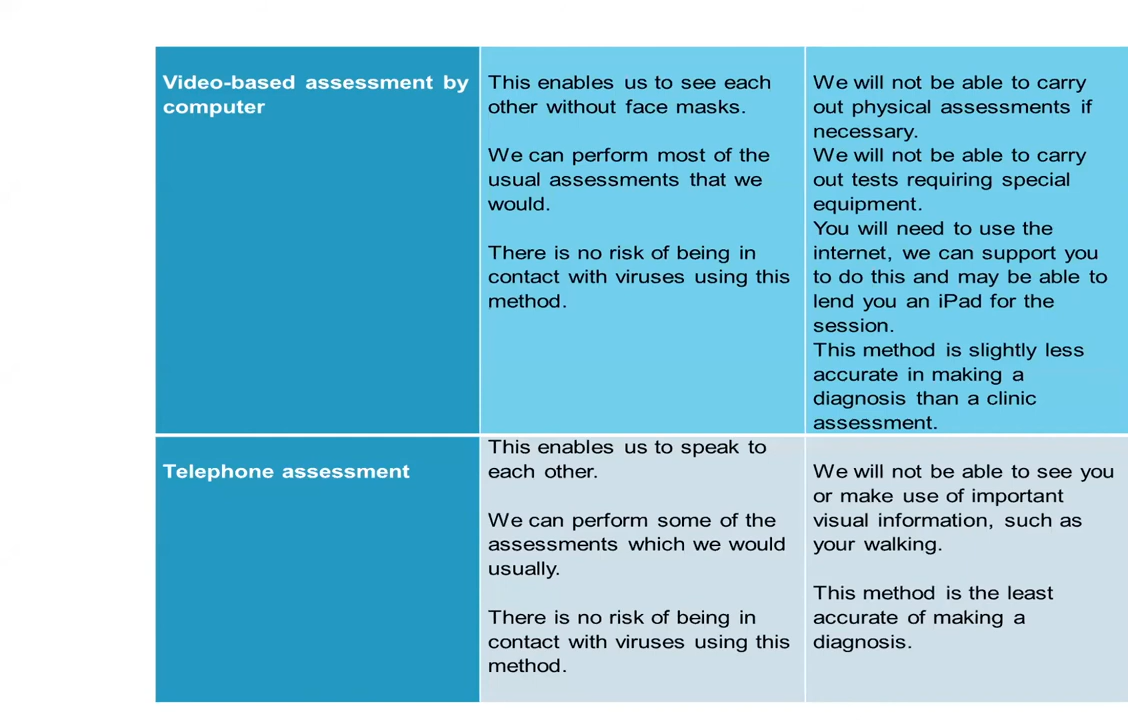 Video-based assessment by
computer
This enables us to see each
other without face masks.
We can perform most of the
usual assessments that we
would.
There is no risk of being in
contact with viruses using this
method.
We will not be able to carry
out physical assessments if
necessary.
We will not be able to carry
out tests requiring special
equipment.
You will need to use the
internet, we can support you
to do this and may be able to
lend you an iPad for the
session.
This method is slightly less
accurate in making a
diagnosis than a clinic
assessment.
Telephone assessment
This enables us to speak to
each other.
We can perform some of the
assessments which we would
usually.
There is no risk of being in
contact with viruses using this
method.
We will not be able to see you
or make use of important
visual information, such as
your walking.
This method is the least
accurate of making a
diagnosis.